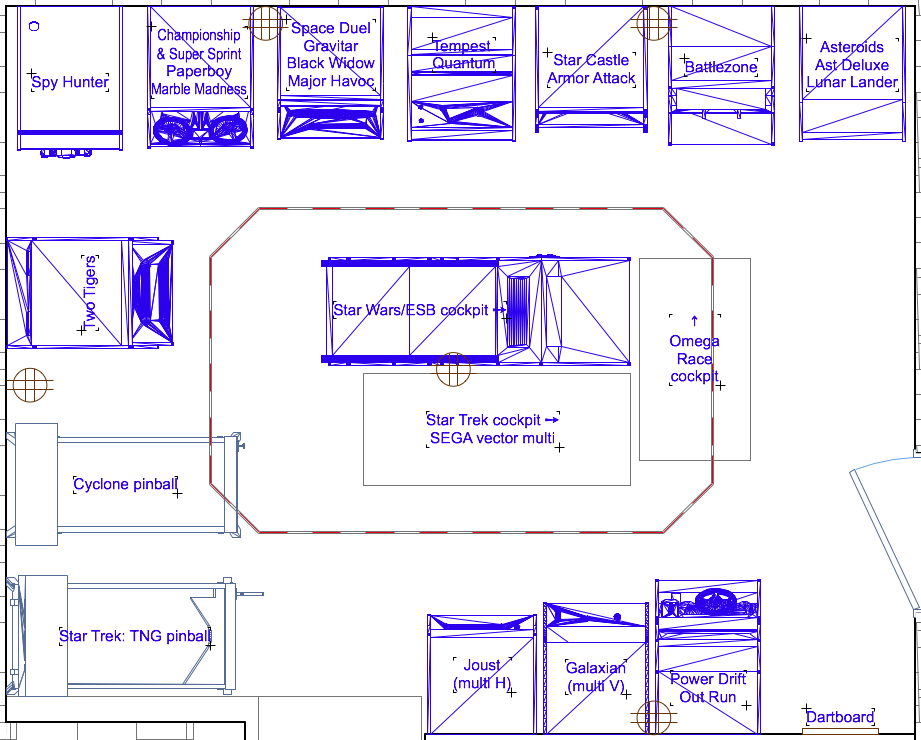 Spy Hunter
Championship
& Super Sprint
Paperboy
Marble Madness
Space Duel
Gravitar
Black Widow
Major Havoc
Tempest
Quantum
Star Castle
Armor Attack
Battlezone
Asteroids
Ast Deluxe
Lunar Lander
Two Tigers
Star Wars/ESB cockpit →
↑
Omega
Race
cockpit
Star Trek cockpit →
SEGA vector multi
Cyclone pinball
Star Trek: TNG pinball
Joust
(multi H)
Galaxian
(multi V)
Power Drift
Out Run
Dartboard